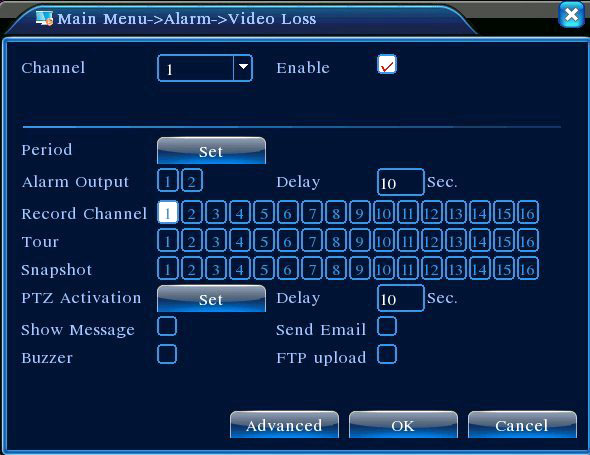 Main Menu->Alarm->Video Loss
Channel 1 Enable
Period Set
Alarm Output 1 2 Delay 10 Sec.
Record Channel 1 2 3 4 5 6 7 8 9 10 11 12 13 14 15 16
Tour 1 2 3 4 5 6 7 8 9 10 11 12 13 14 15 16
Snapshot 1 2 3 4 5 6 7 8 9 10 11 12 13 14 15 16
PTZ Activation Set Delay 10 Sec.
Show Message Send Email
Buzzer FTP upload
Advanced OK Cancel